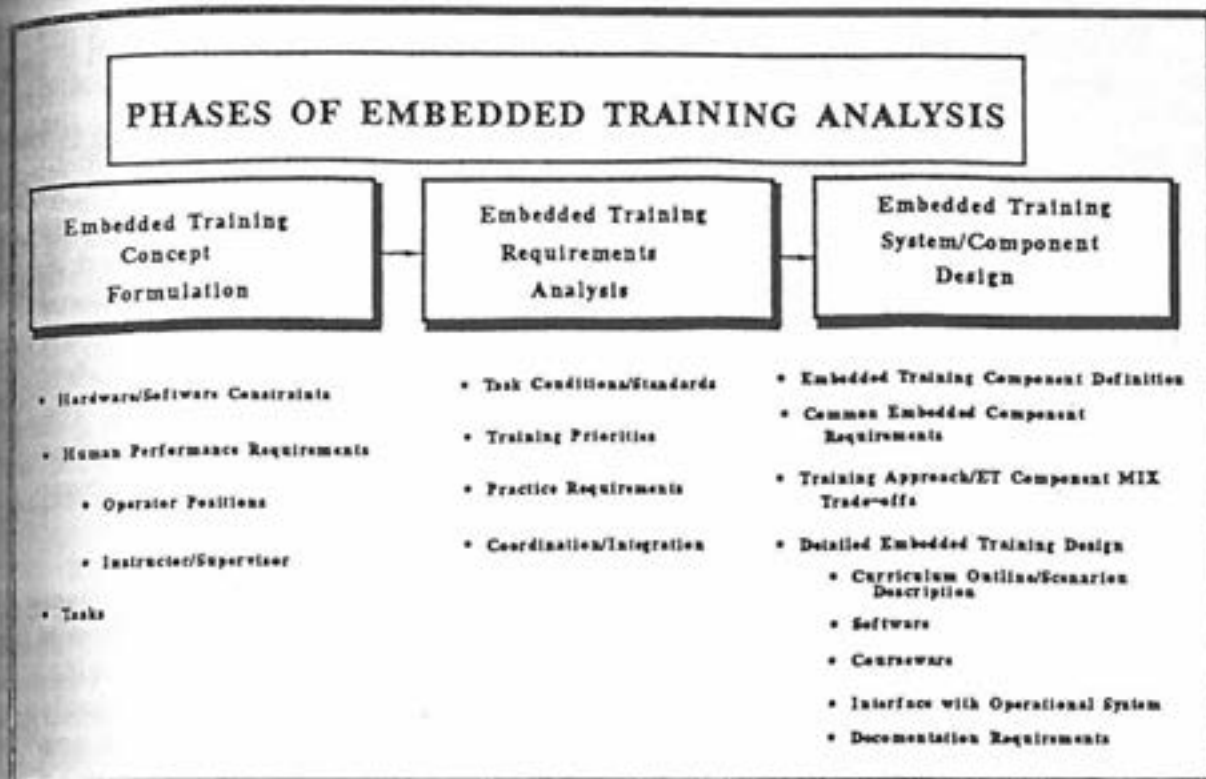 PHASES OF EMBEDDED TRAINING ANALYSIS
Embedded Training
Concept
Formulation
Embedded Training
Requirements
Analysis
Embedded Training
System/Component
Design
• Hardware/Software Constraints
• Human Performance Requirements
• Operator Positions
• Instructor/Supervisor
• Tasks
• Task Conditions/Standards
• Training Priorities
• Practice Requirements
• Coordination/Integration
• Embedded Training Component Definition
• Common Embedded Component
Requirements
• Training Approach/ET Component MIX
Trade-offs
• Detailed Embedded Training Design
• Curriculum Outline/Scenarion
Description
• Software
• Courseware
• Interface with Operational System
• Documentation Requirements